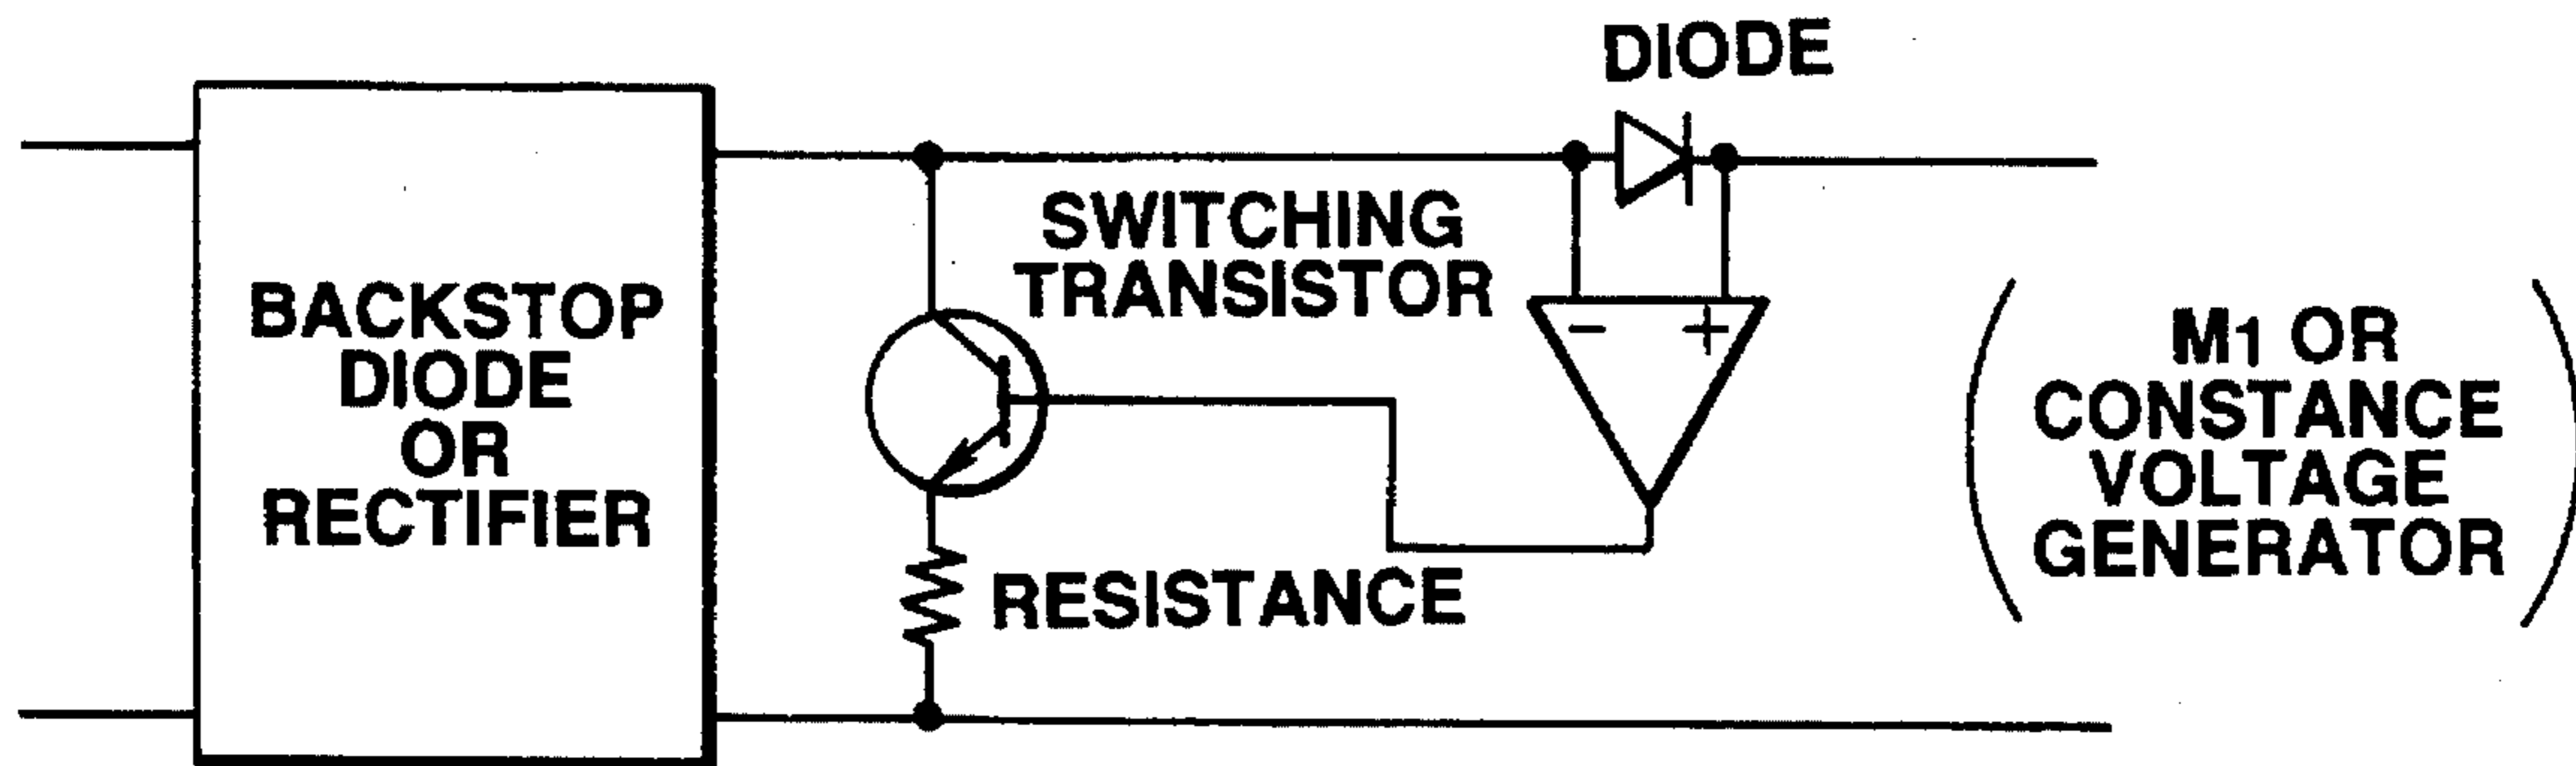 DIODE
SWITCHING
TRANSISTOR
BACKSTOP
DIODE
OR
RECTIFIER
- +
RESISTANCE
M1 OR
CONSTANCE
VOLTAGE
GENERATOR